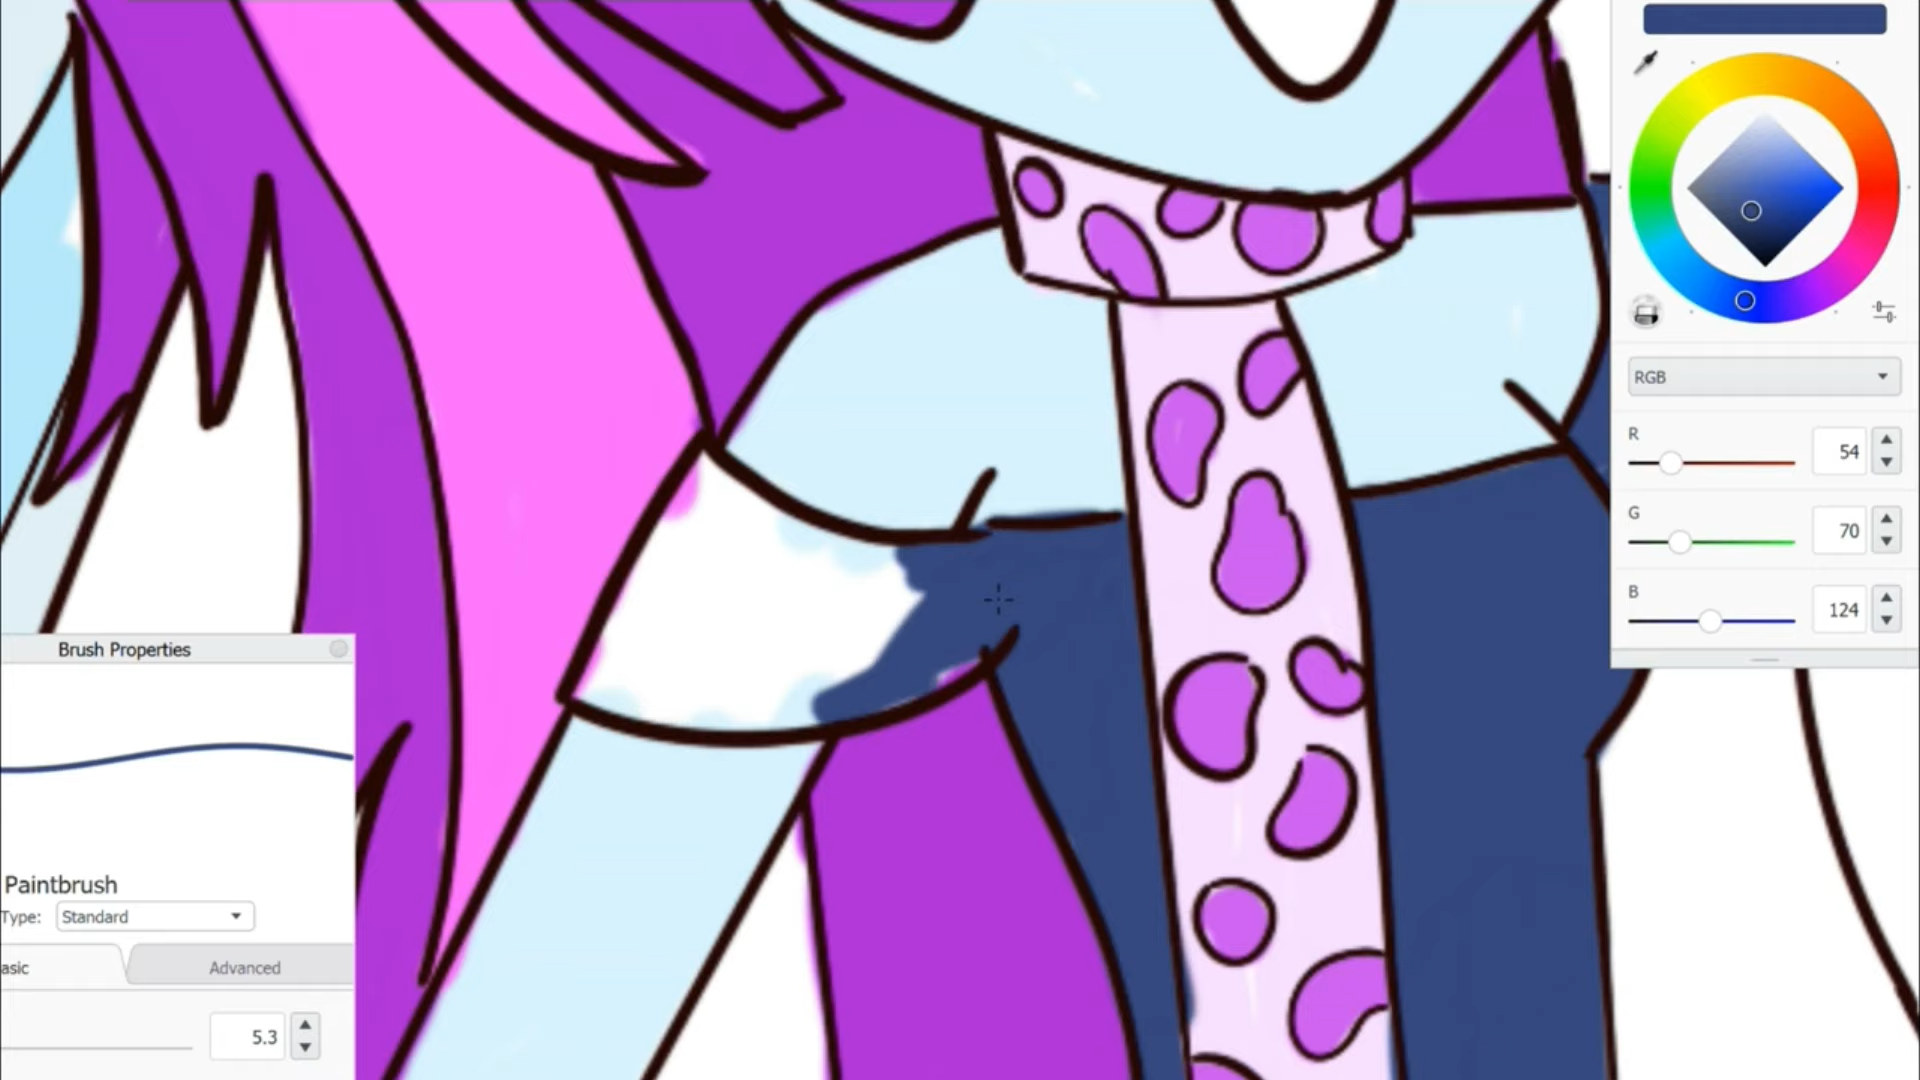 RGB
R
54
G
70
B
124
Brush Properties
Paintbrush
Type: Standard
asic
Advanced
5.3